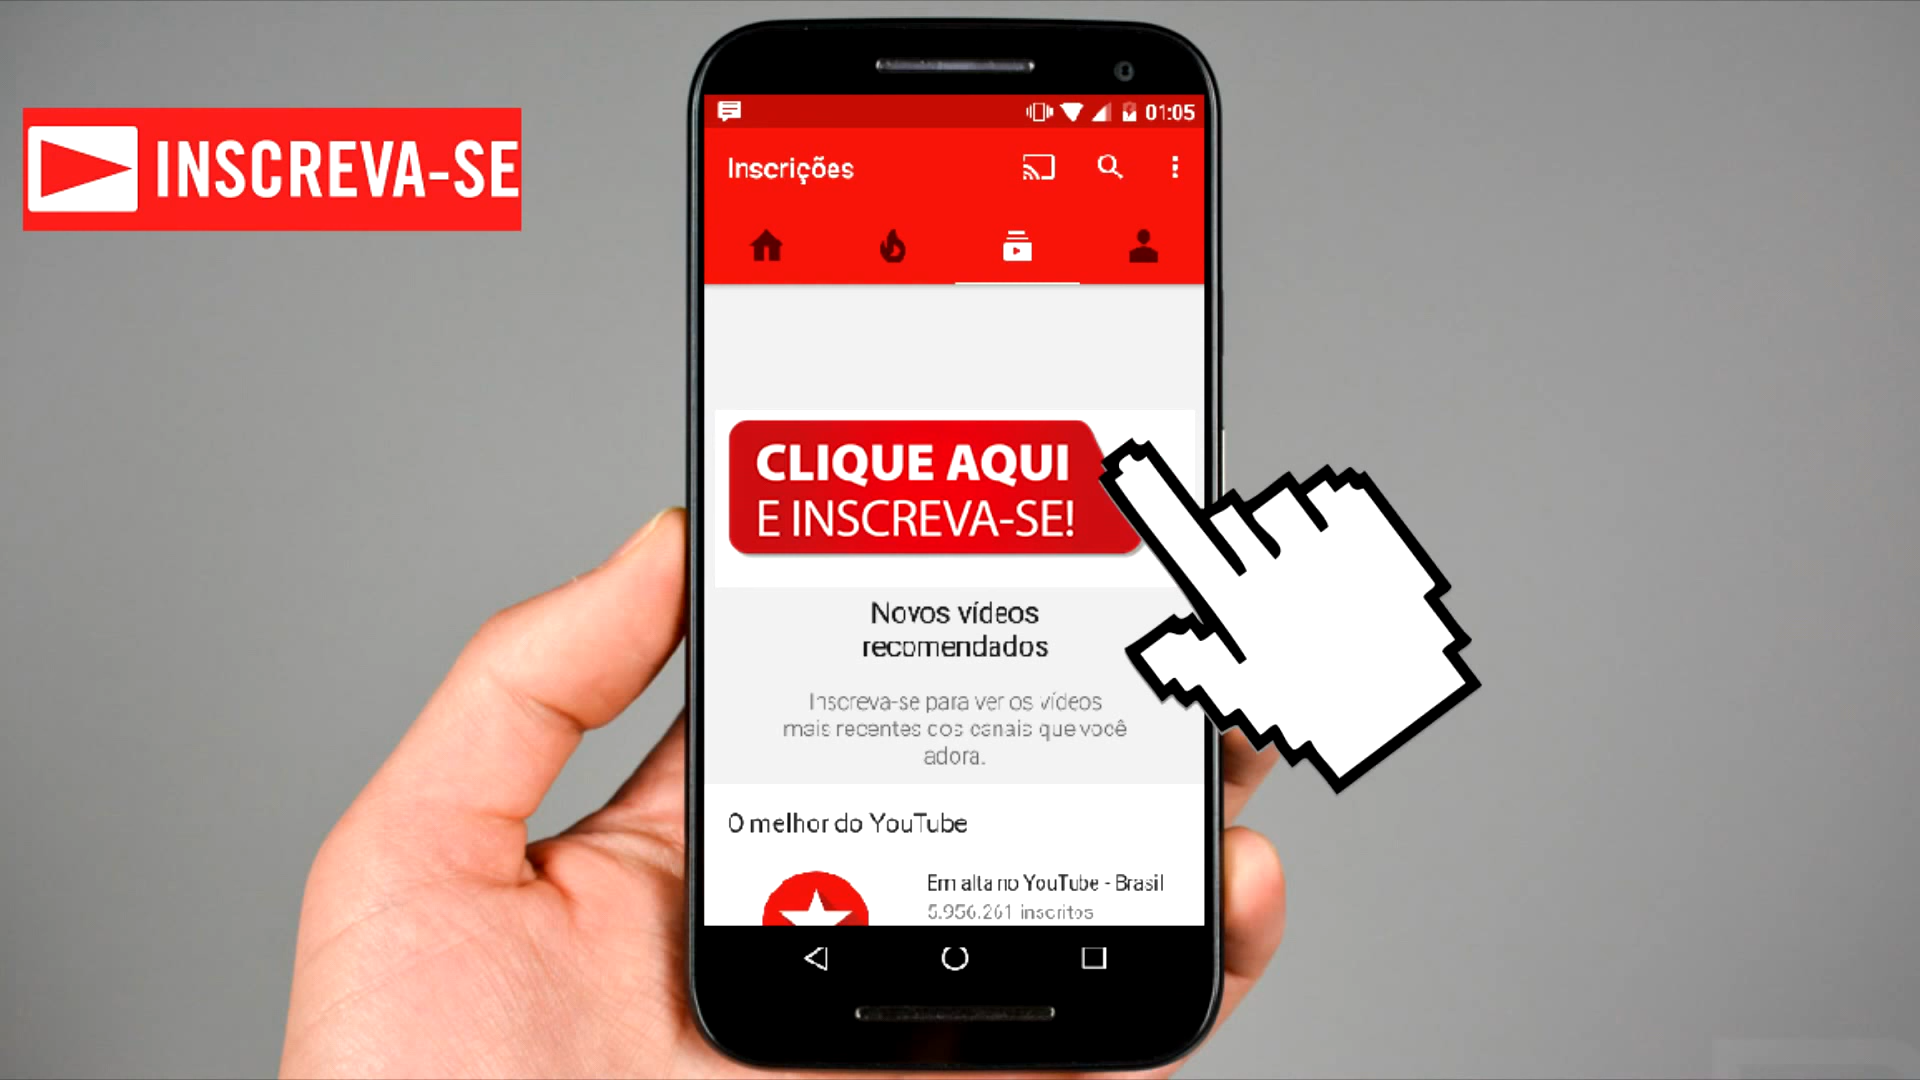 INSCREVA-SE
01:05
Inscrições
CLIQUE AQUI
E INSCREVA-SE!
Novos vídeos
recomendados
Inscreva-se para ver os vídeos
mais recentes dos canais que você
adora.
O melhor do YouTube
Em alta no YouTube - Brasil
5.956.261 inscritos